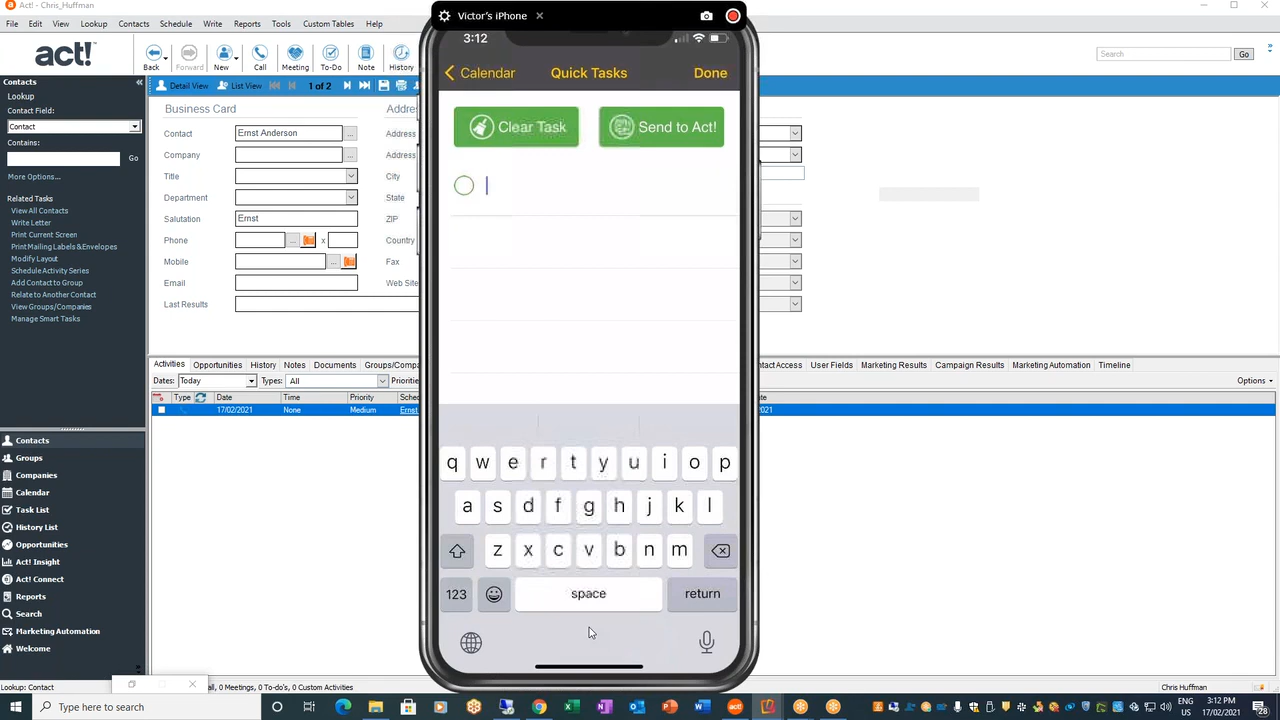 Act! - Chris_Huffman
File Edit View Lookup Contacts Schedule Write Reports Tools Custom Tables Help
act!
Back Forward New Call Meeting To-Do Note History
Search Go
Contacts
Lookup
Contact Field:
Contact
Contains:
Go
More Options...
Related Tasks
View All Contacts
Write Letter
Print Current Screen
Print Mailing Labels & Envelopes
Modify Layout
Schedule Activity Series
Add Contact to Group
Relate to Another Contact
View Groups/Companies
Manage Smart Tasks
Contacts
Groups
Companies
Calendar
Task List
History List
Opportunities
Act! Insight
Act! Connect
Reports
Search
Marketing Automation
Welcome
Detail View List View 1 of 2
Business Card
Contact Ernst Anderson
Company
Title
Department
Salutation Ernst
Phone x
Mobile
Email
Last Results
Address
Address
City
State
ZIP
Country
Fax
Web Site
Activities Opportunities History Notes Documents Marketing Results Campaign Results Marketing Automation Timeline
User Fields
Dates: Today Types: All
Options
Type Date Time Priority
17/02/2021 None Medium Ernst
Victor's iPhone
3:12
Calendar Quick Tasks Done
Clear Task Send to Act!
q w e r t y u i o p
a s d f g h j k l
z x c v b n m
123 space return
Lookup: Contact
0 Meetings, 0 To-do's, 0 Custom Activities
Chris Huffman
Type here to search
ENG
US
3:12 PM
17/02/2021